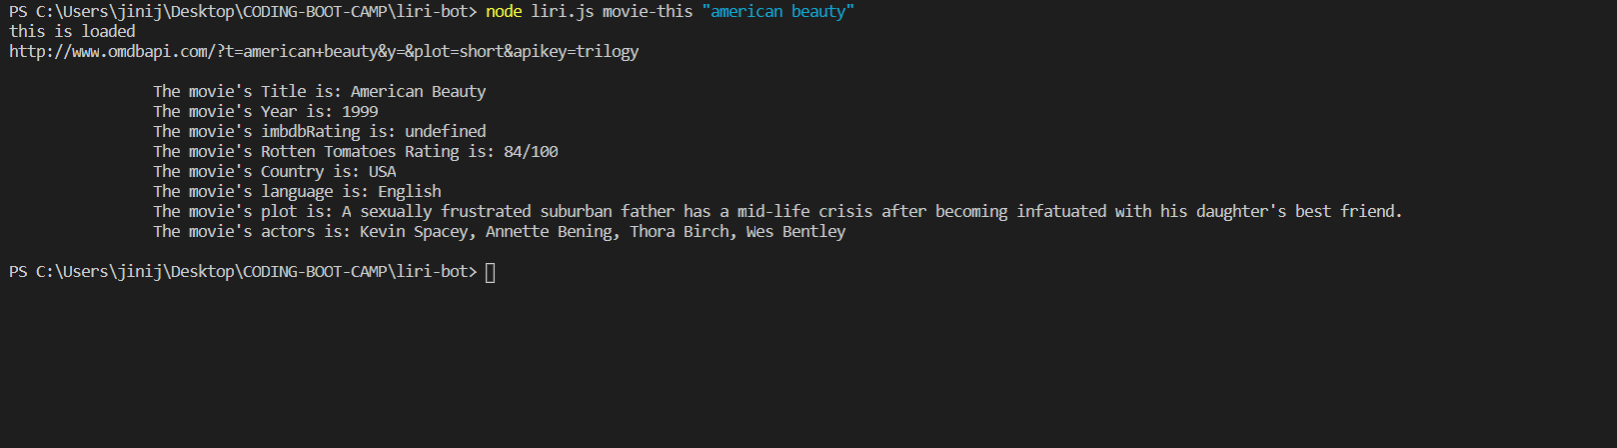 PS C:\Users\jinij\Desktop\CODING-BOOT-CAMP\liri-bot> node liri.js movie-this "american beauty"
this is loaded
http://www.omdbapi.com/?t=american+beauty&y=&plot=short&apikey=trilogy
The movie's Title is: American Beauty
The movie's Year is: 1999
The movie's imbdbRating is: undefined
The movie's Rotten Tomatoes Rating is: 84/100
The movie's Country is: USA
The movie's language is: English
The movie's plot is: A sexually frustrated suburban father has a mid-life crisis after becoming infatuated with his daughter's best friend.
The movie's actors is: Kevin Spacey, Annette Bening, Thora Birch, Wes Bentley
PS C:\Users\jinij\Desktop\CODING-BOOT-CAMP\liri-bot>